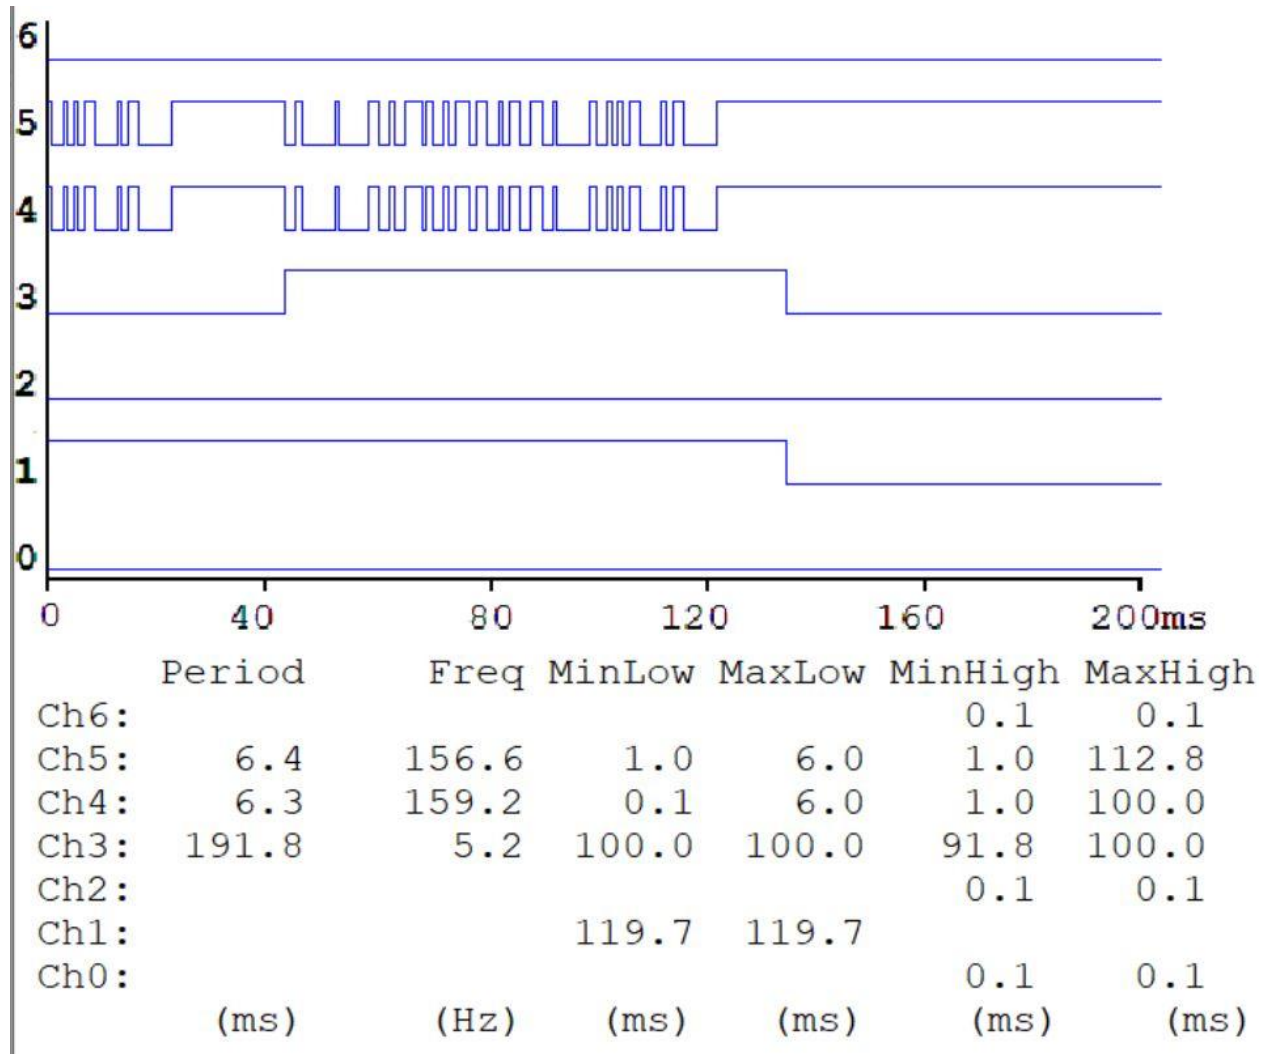 6
5
4
3
2
1
0
0 40 80 120 160 200ms
Period Freq MinLow MaxLow MinHigh MaxHigh
Ch6: 0.1 0.1
Ch5: 6.4 156.6 1.0 6.0 1.0 112.8
Ch4: 6.3 159.2 0.1 6.0 1.0 100.0
Ch3: 191.8 5.2 100.0 100.0 91.8 100.0
Ch2: 0.1 0.1
Ch1: 119.7 119.7
Ch0: 0.1 0.1
(ms) (Hz) (ms) (ms) (ms) (ms)